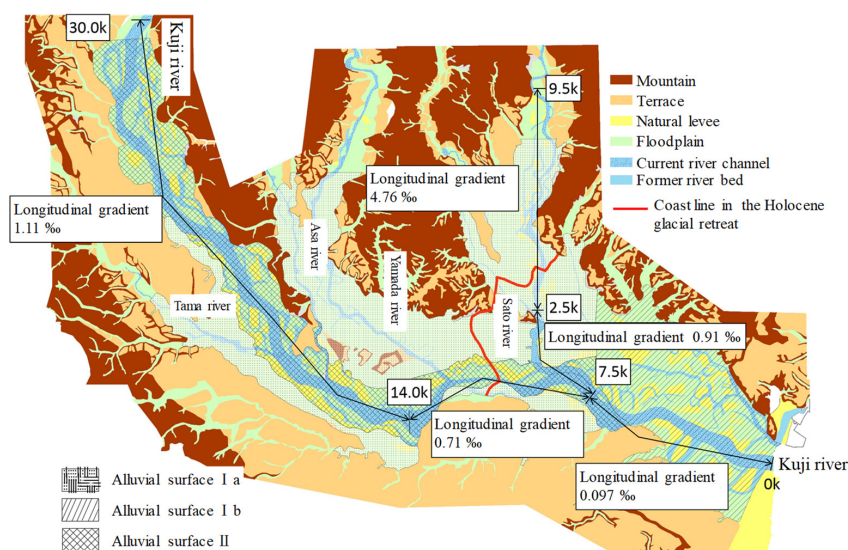 30.0k
Kuji river
9.5k
Mountain
Terrace
Natural levee
Floodplain
Current river channel
Former river bed
Coast line in the Holocene
glacial retreat
Longitudinal gradient
4.76 ‰
Longitudinal gradient
1.11 ‰
Asa river
Yamada river
Tama river
Sato river
2.5k
Longitudinal gradient 0.91 ‰
7.5k
14.0k
Longitudinal gradient
0.71 ‰
Kuji river
0k
Longitudinal gradient
0.097 ‰
Alluvial surface I a
Alluvial surface I b
Alluvial surface II